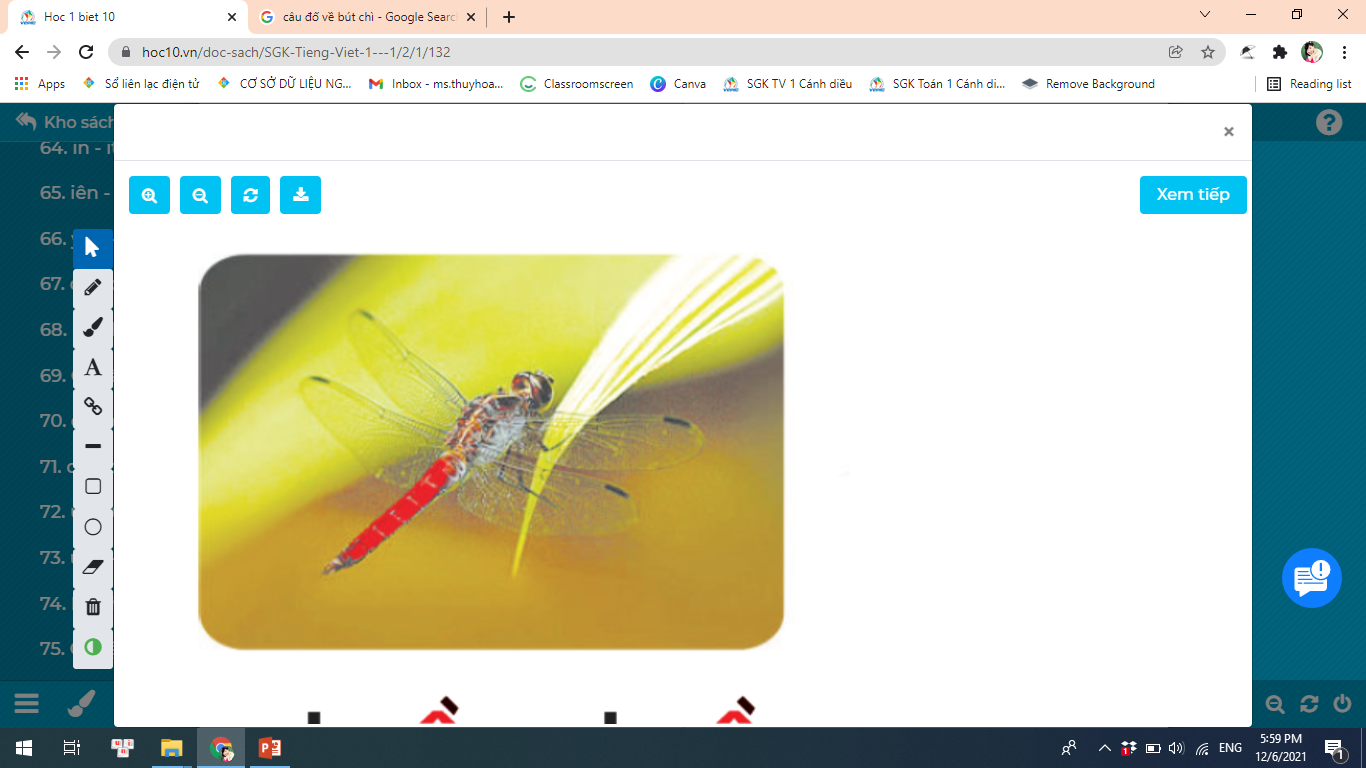 Hoc 1 biet 10
câu đố về bút chì - Google Searc
hoc10.vn/doc-sach/SGK-Tieng-Viet-1---1/2/1/132
Apps
Sổ liên lạc điện tử
CƠ SỞ DỮ LIỆU NG...
Inbox - ms.thuyhoa...
Classroomscreen
Canva
SGK TV 1 Cánh diều
SGK Toán 1 Cánh di...
Remove Background
Reading list
Kho sách
×
64. in -
65. iên -
Xem tiếp
66.
67.
68.
A
69.
70.
71.
72.
73.
74.
75.
ENG
5:59 PM
12/6/2021